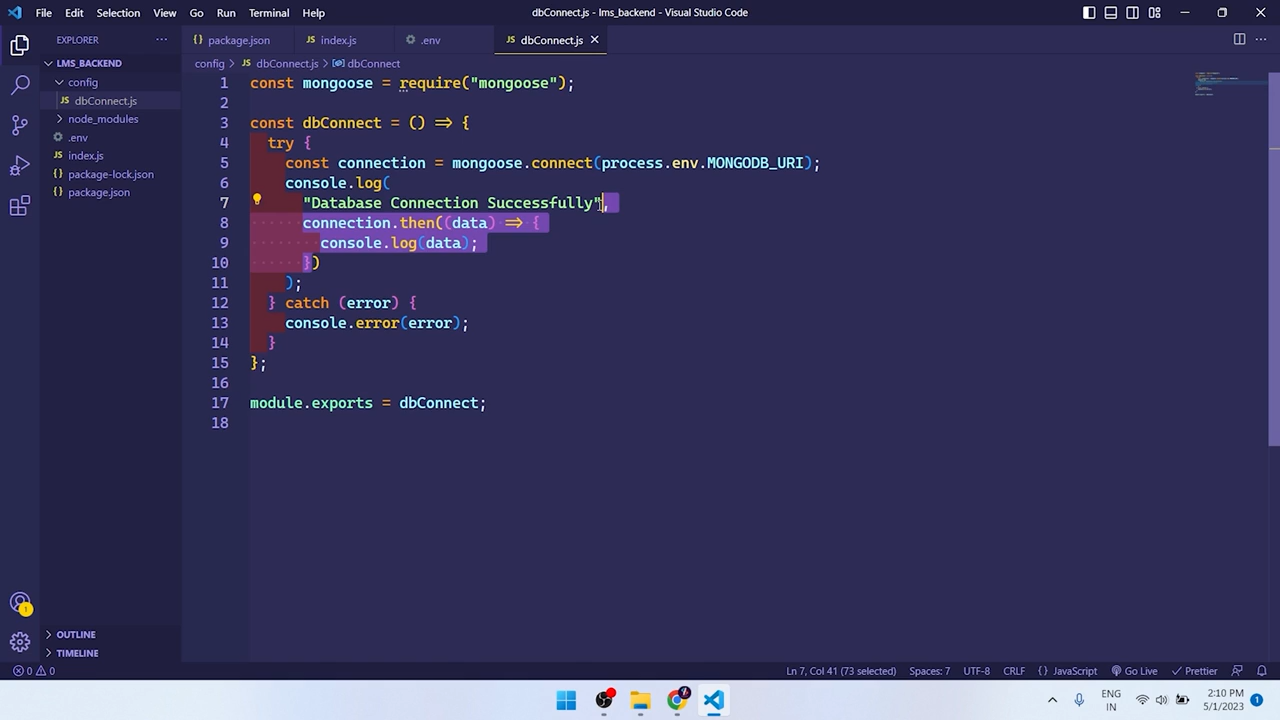 File Edit Selection View Go Run Terminal Help
dbConnect.js - lms_backend - Visual Studio Code
EXPLORER
package.json
index.js
.env
dbConnect.js
LMS_BACKEND
config
dbConnect.js
node_modules
.env
index.js
package-lock.json
package.json
OUTLINE
TIMELINE
config > dbConnect.js > dbConnect
1 const mongoose = require("mongoose");
2
3 const dbConnect = () => {
4 try {
5 const connection = mongoose.connect(process.env.MONGODB_URI);
6 console.log(
7 "Database Connection Successfully",
8 connection.then((data) => {
9 console.log(data);
10 })
11 );
12 } catch (error) {
13 console.error(error);
14 }
15 };
16
17 module.exports = dbConnect;
18
1
0 0 Ln 7, Col 41 (73 selected) Spaces: 7 UTF-8 CRLF {} JavaScript Go Live Prettier
ENG
IN
2:10 PM
5/1/2023
1